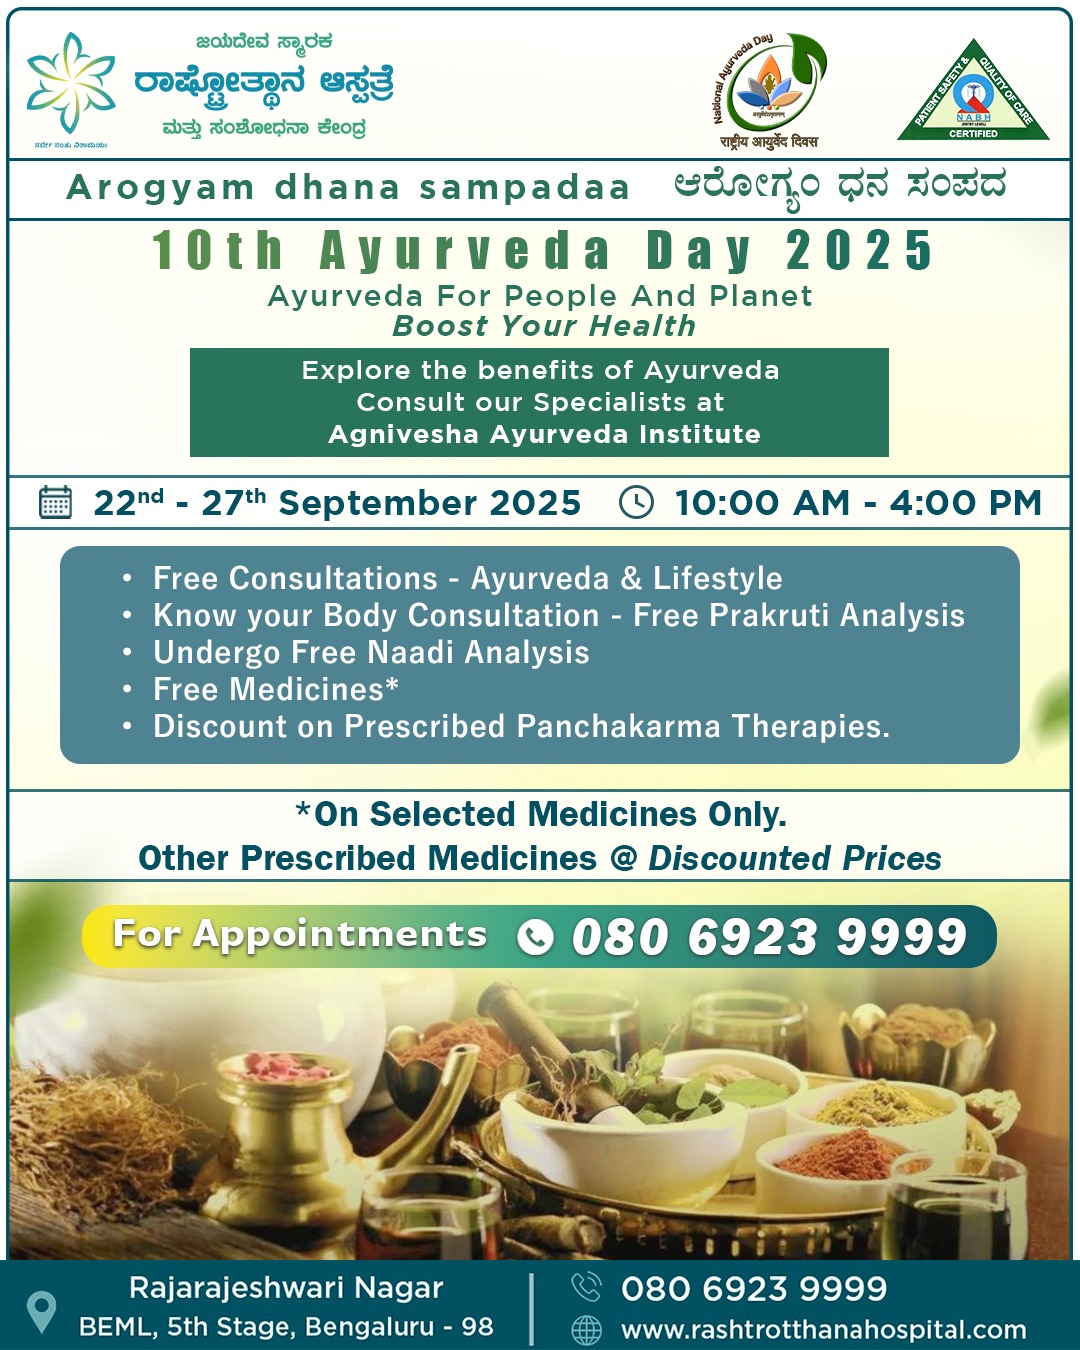 ಜಯದೇವ ಸ್ಮಾರಕ
ರಾಷ್ಟ್ರೋತ್ಥಾನ ಆಸ್ಪತ್ರೆ
ಮತ್ತು ಸಂಶೋಧನಾ ಕೇಂದ್ರ
ಸರ್ವೇ ಸಂತು ನಿರಾಮಯಃ
National Ayurveda Day
राष्ट्रीय आयुर्वेद दिवस
PATIENT SAFETY & QUALITY OF CARE
NABH
(ENTRY LEVEL)
CERTIFIED
Arogyam dhana sampadaa ಆರೋಗ್ಯಂ ಧನ ಸಂಪದ
10th Ayurveda Day 2025
Ayurveda For People And Planet
Boost Your Health
Explore the benefits of Ayurveda
Consult our Specialists at
Agnivesha Ayurveda Institute
22nd - 27th September 2025 10:00 AM - 4:00 PM
• Free Consultations - Ayurveda & Lifestyle
• Know your Body Consultation - Free Prakruti Analysis
• Undergo Free Naadi Analysis
• Free Medicines*
• Discount on Prescribed Panchakarma Therapies.
*On Selected Medicines Only.
Other Prescribed Medicines @ Discounted Prices
For Appointments 080 6923 9999
Rajarajeshwari Nagar
BEML, 5th Stage, Bengaluru - 98
080 6923 9999
www.rashtrotthanahospital.com